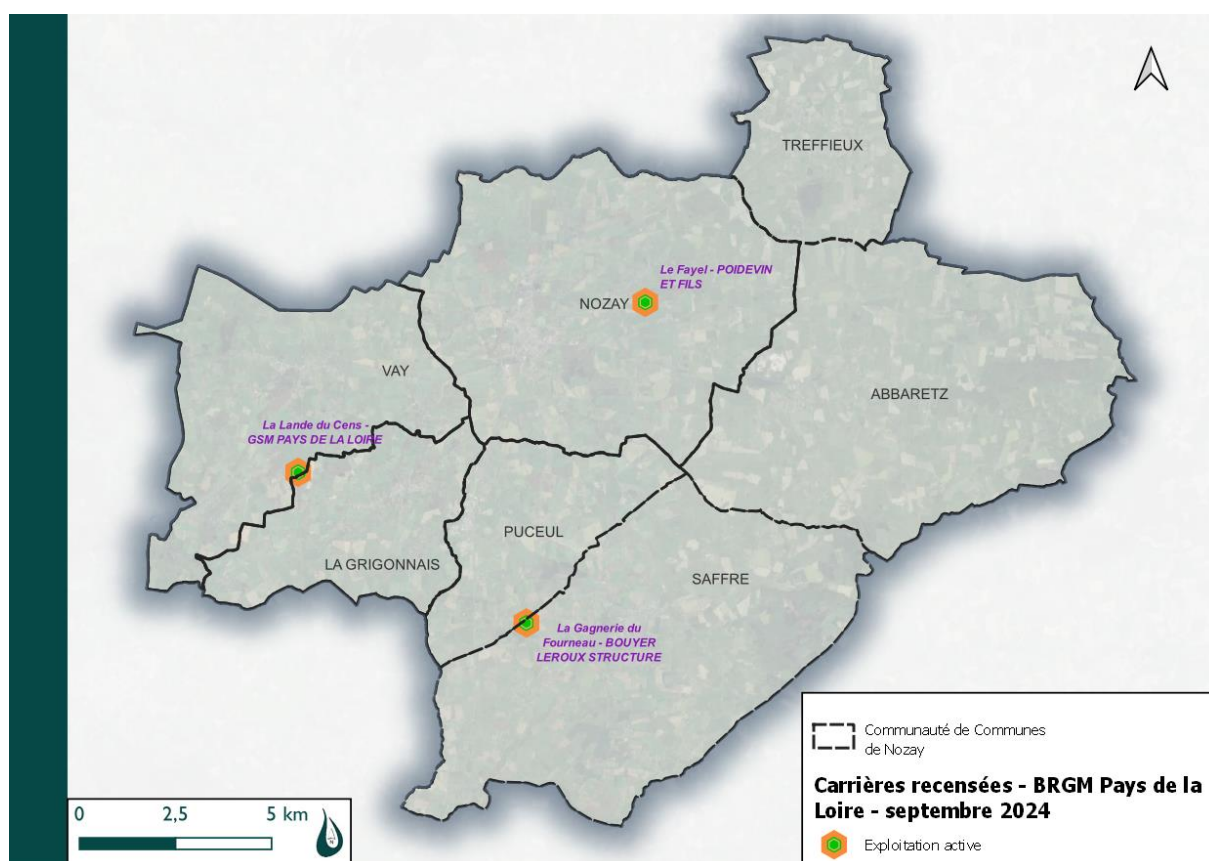 TREFFIEUX
Le Fayel - POIDEVIN
ET FILS
NOZAY
VAY
ABBARETZ
La Lande du Cens -
GSM PAYS DE LA LOIRE
PUCEUL
LA GRIGONNAIS
SAFFRE
La Gagnerie du
Fourneau - BOUYER
LEROUX STRUCTURE
Communauté de Communes
de Nozay
Carrières recensées - BRGM Pays de la
Loire - septembre 2024
Exploitation active
0 2,5 5 km